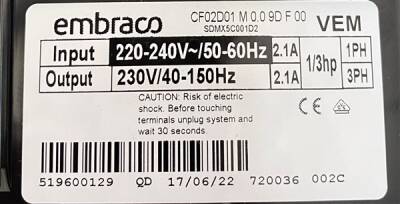 embraco CF02D01 M 0.0 9D F 00 VEM
SDMX5C001D2
Input 220-240V~/50-60Hz 2.1A 1/3hp 1PH
Output 230V/40-150Hz 2.1A 3PH
CAUTION: Risk of electric
shock. Before touching
terminals unplug system and
wait 30 seconds.
CE
519600129 QD 17/06/22 720036 002C